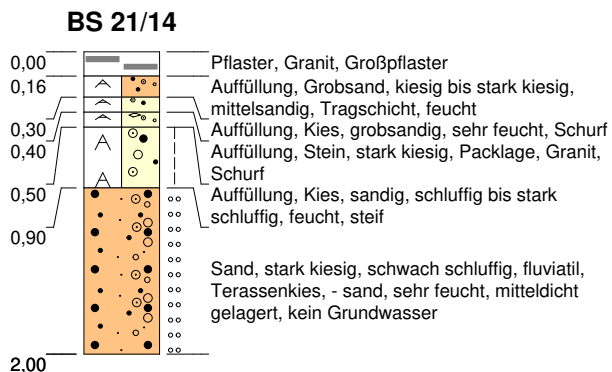 BS 21/14
0,00
Pflaster, Granit, Großpflaster
0,16
Auffüllung, Grobsand, kiesig bis stark kiesig,
mittelsandig, Tragschicht, feucht
0,30
Auffüllung, Kies, grobsandig, sehr feucht, Schurf
0,40
Auffüllung, Stein, stark kiesig, Packlage, Granit,
Schurf
0,50
Auffüllung, Kies, sandig, schluffig bis stark
schluffig, feucht, steif
0,90
Sand, stark kiesig, schwach schluffig, fluviatil,
Terassenkies, - sand, sehr feucht, mitteldicht
gelagert, kein Grundwasser
2,00